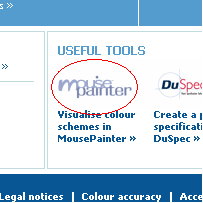 s »
»
USEFUL TOOLS
mouse
painter
DuSpec
Visualise colour
schemes in
MousePainter »
Create a p
specificati
DuSpec »
Legal notices | Colour accuracy | Acce